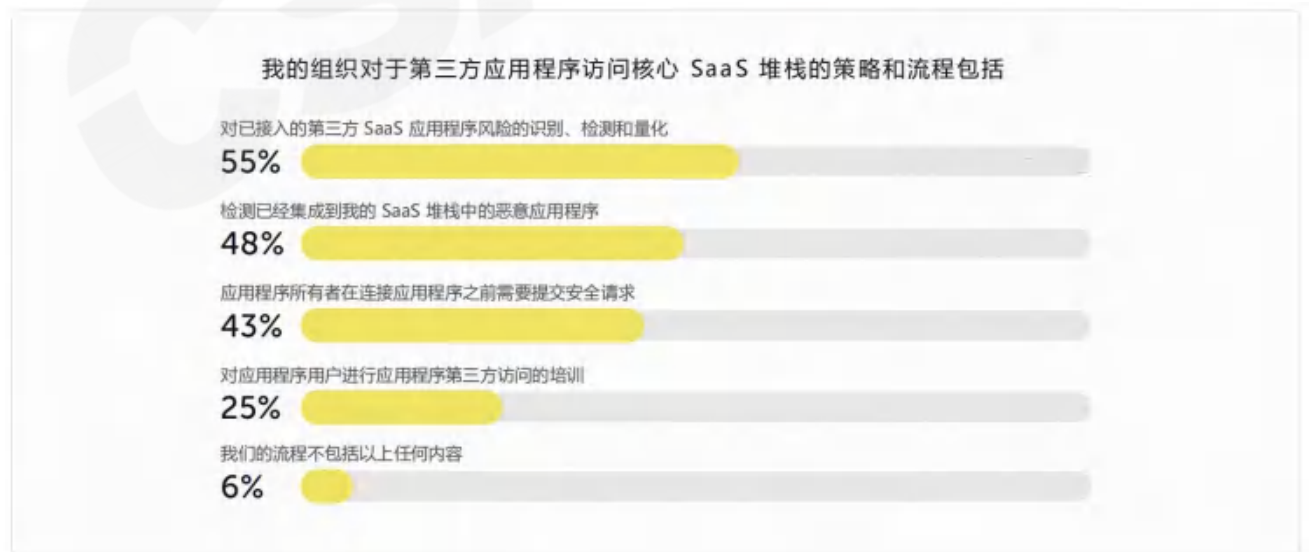 我的组织对于第三方应用程序访问核心 SaaS 堆栈的策略和流程包括
对已接入的第三方 SaaS 应用程序风险的识别、检测和量化
55%
检测已经集成到我的 SaaS 堆栈中的恶意应用程序
48%
应用程序所有者在连接应用程序之前需要提交安全请求
43%
对应用程序用户进行应用程序第三方访问的培训
25%
我们的流程不包括以上任何内容
6%